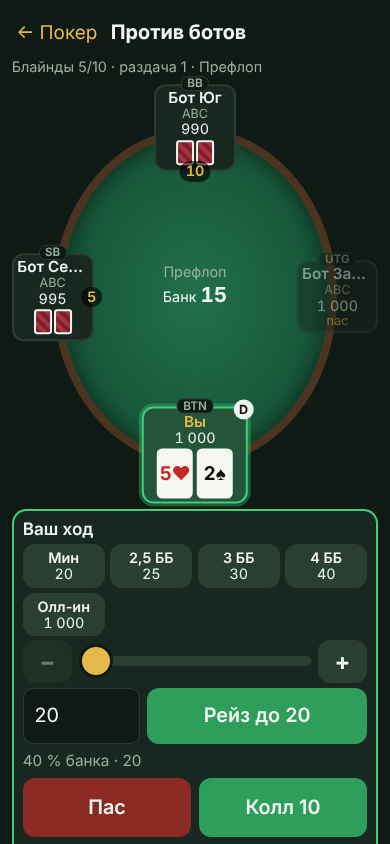 ← Покер Против ботов
Блайнды 5/10 · раздача 1 · Префлоп
BB
Бот Юг
ABC
990
10
SB
Бот Се…
ABC
995
5
UTG
Бот За…
ABC
1 000
пас
Префлоп
Банк 15
BTN
D
Вы
1 000
5♥ 2♠
Ваш ход
Мин 2,5 ББ 3 ББ 4 ББ
20 25 30 40
Олл-ин
1 000
− +
20 Рейз до 20
40 % банка · 20
Пас Колл 10